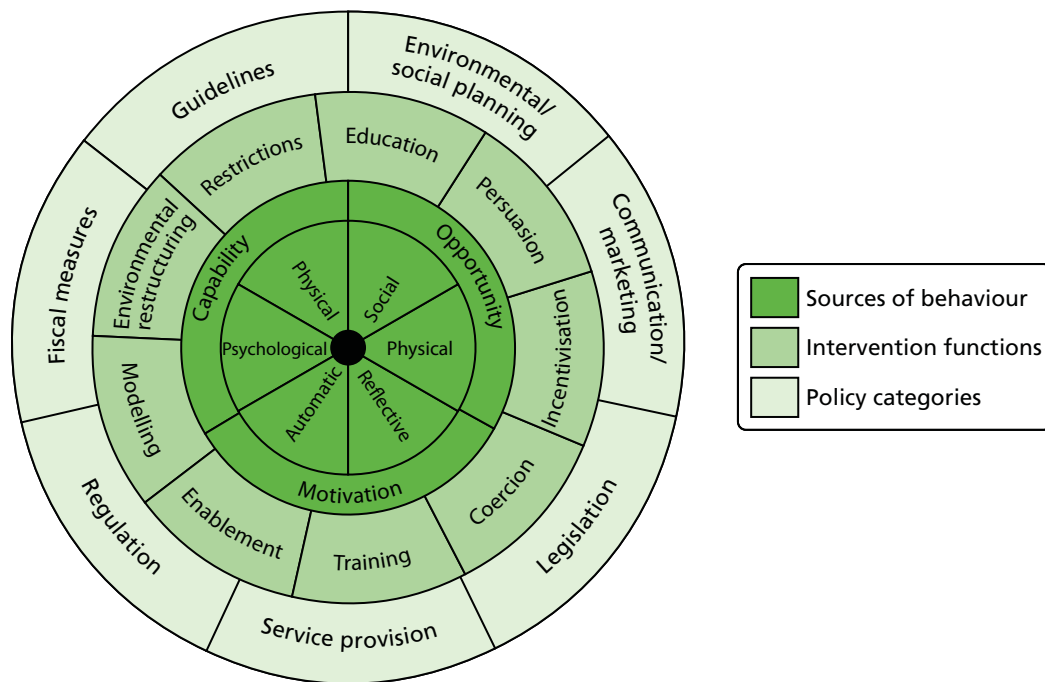 Guidelines
Environmental/
social planning
Communication/
marketing
Legislation
Service provision
Regulation
Fiscal measures
Restrictions
Education
Persuasion
Incentivisation
Coercion
Training
Enablement
Modelling
Environmental
restructuring
Capability
Opportunity
Motivation
Physical
Social
Physical
Reflective
Automatic
Psychological
Sources of behaviour
Intervention functions
Policy categories